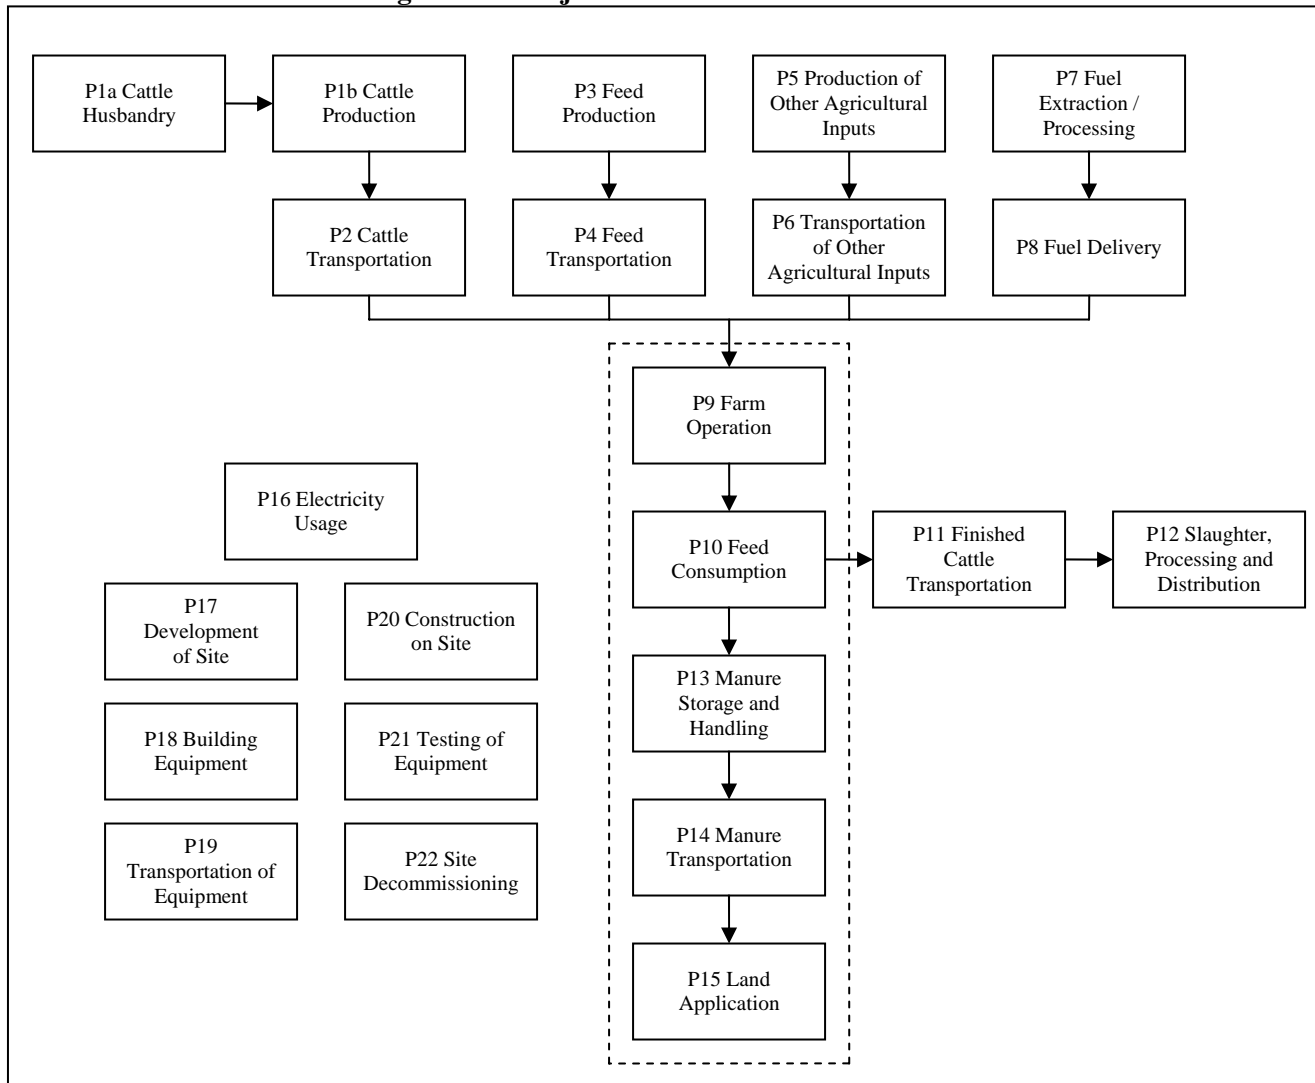 P1a Cattle
Husbandry
P1b Cattle
Production
P3 Feed
Production
P5 Production of
Other Agricultural
Inputs
P7 Fuel
Extraction /
Processing
P2 Cattle
Transportation
P4 Feed
Transportation
P6 Transportation
of Other
Agricultural Inputs
P8 Fuel Delivery
P9 Farm
Operation
P16 Electricity
Usage
P10 Feed
Consumption
P11 Finished
Cattle
Transportation
P12 Slaughter,
Processing and
Distribution
P17
Development
of Site
P20 Construction
on Site
P13 Manure
Storage and
Handling
P18 Building
Equipment
P21 Testing of
Equipment
P14 Manure
Transportation
P19
Transportation of
Equipment
P22 Site
Decommissioning
P15 Land
Application